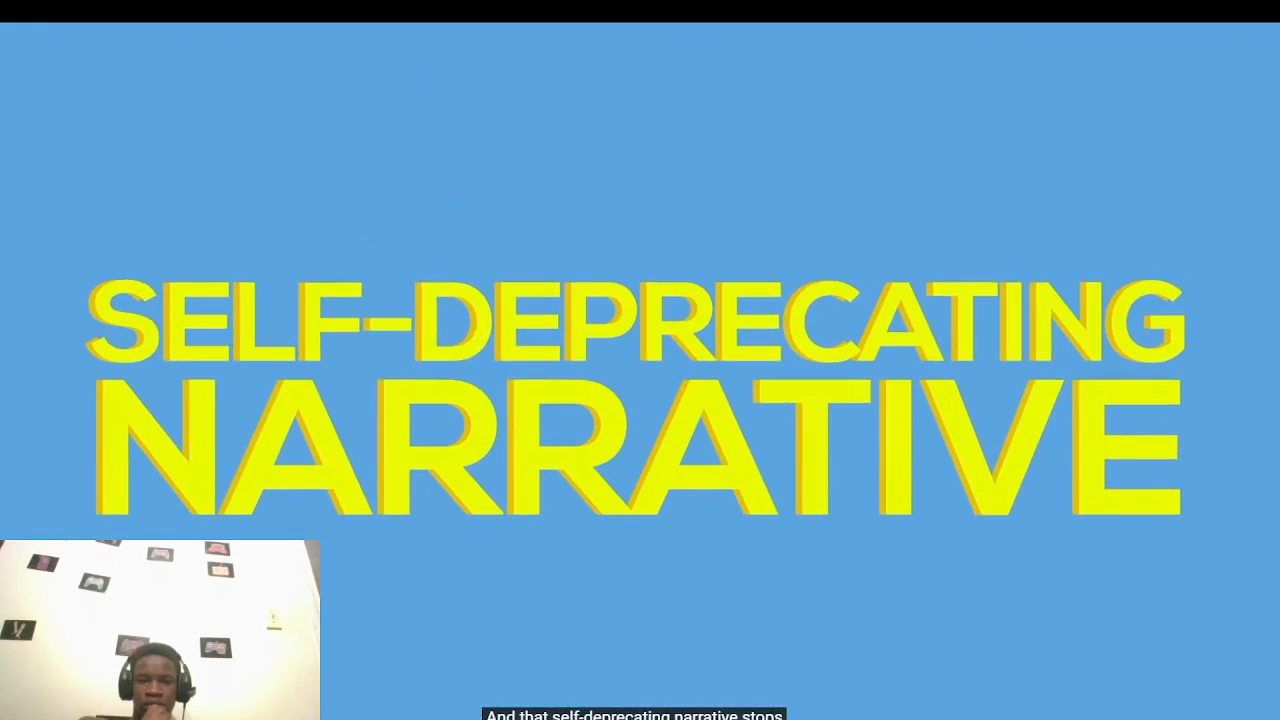 SELF-DEPRECATING
NARRATIVE
And that self-deprecating narrative stops